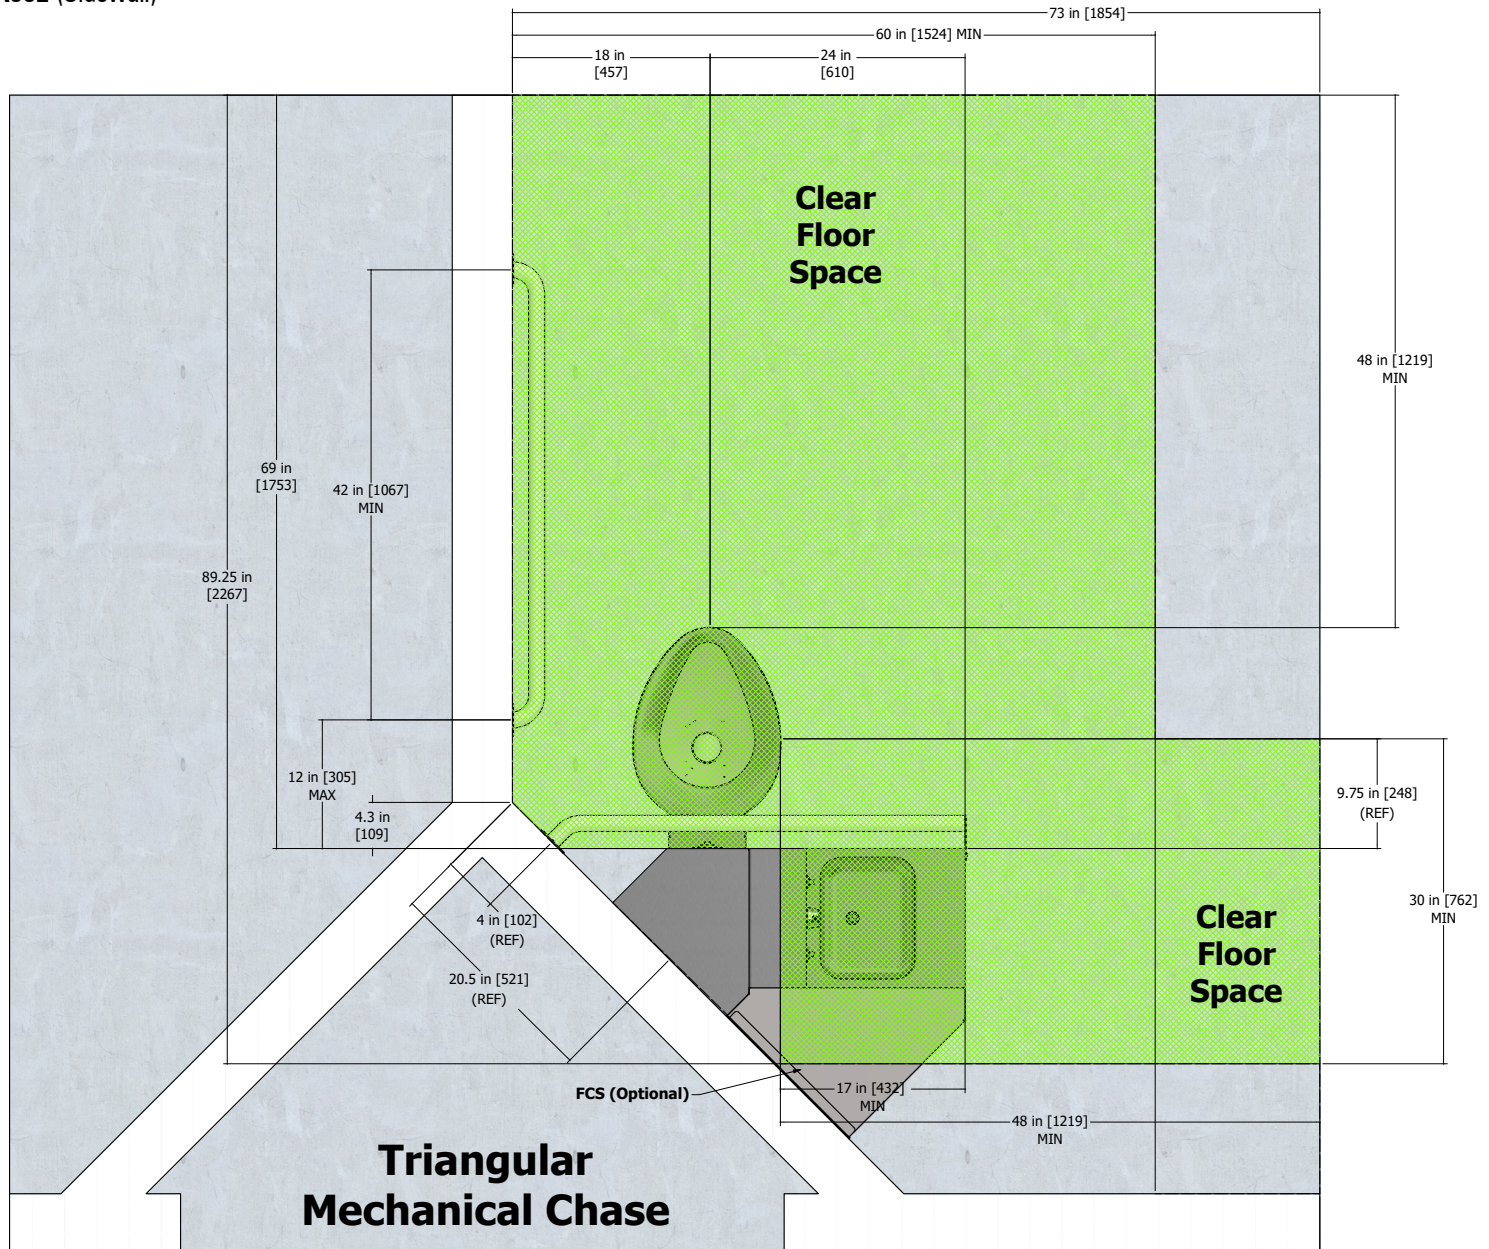 (SideWall)
73 in [1854]
60 in [1524] MIN
18 in
[457]
24 in
[610]
Clear
Floor
Space
48 in [1219]
MIN
69 in
[1753]
42 in [1067]
MIN
89.25 in
[2267]
12 in [305]
MAX
4.3 in
[109]
9.75 in [248]
(REF)
30 in [762]
MIN
Clear
Floor
Space
4 in [102]
(REF)
20.5 in [521]
(REF)
FCS (Optional)
17 in [432]
MIN
48 in [1219]
MIN
Triangular
Mechanical Chase